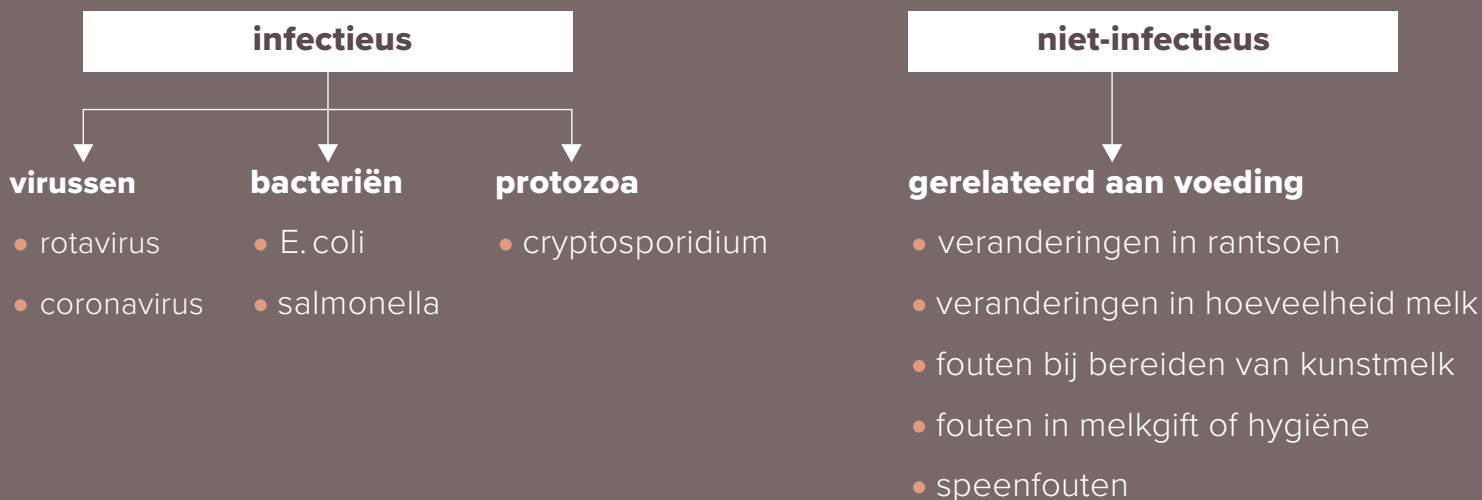 infectieus
virussen
• rotavirus
• coronavirus
bacteriën
• E. coli
• salmonella
protozoa
• cryptosporidium
niet-infectieus
gerelateerd aan voeding
• veranderingen in rantsoen
• veranderingen in hoeveelheid melk
• fouten bij bereiden van kunstmelk
• fouten in melkgift of hygiëne
• speenfouten